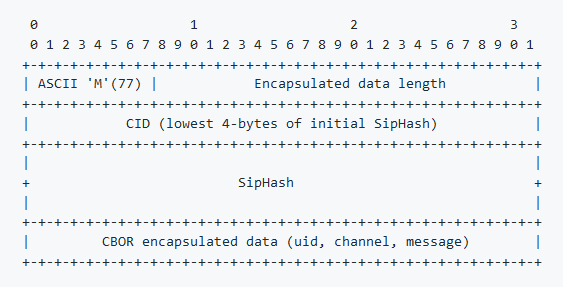 0                   1                   2                   3
0 1 2 3 4 5 6 7 8 9 0 1 2 3 4 5 6 7 8 9 0 1 2 3 4 5 6 7 8 9 0 1
+-+-+-+-+-+-+-+-+-+-+-+-+-+-+-+-+-+-+-+-+-+-+-+-+-+-+-+-+-+-+-+-+
| ASCII 'M'(77) |            Encapsulated data length           |
+-+-+-+-+-+-+-+-+-+-+-+-+-+-+-+-+-+-+-+-+-+-+-+-+-+-+-+-+-+-+-+-+
|            CID (lowest 4-bytes of initial SipHash)            |
+-+-+-+-+-+-+-+-+-+-+-+-+-+-+-+-+-+-+-+-+-+-+-+-+-+-+-+-+-+-+-+-+
|                                                               |
+                          SipHash                              +
|                                                               |
+-+-+-+-+-+-+-+-+-+-+-+-+-+-+-+-+-+-+-+-+-+-+-+-+-+-+-+-+-+-+-+-+
|         CBOR encapsulated data (uid, channel, message)        |
+-+-+-+-+-+-+-+-+-+-+-+-+-+-+-+-+-+-+-+-+-+-+-+-+-+-+-+-+-+-+-+-+